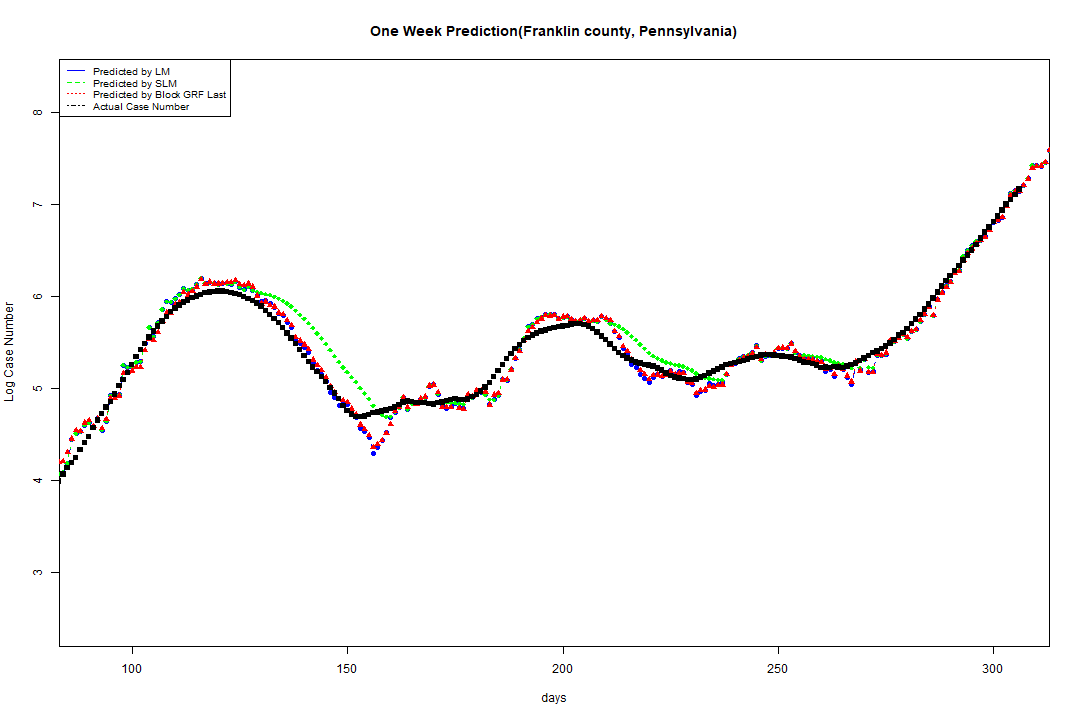 One Week Prediction(Franklin county, Pennsylvania)
Predicted by LM
Predicted by SLM
Predicted by Block GRF Last
Actual Case Number
Log Case Number
8
7
6
5
4
3
100 150 200 250 300
days